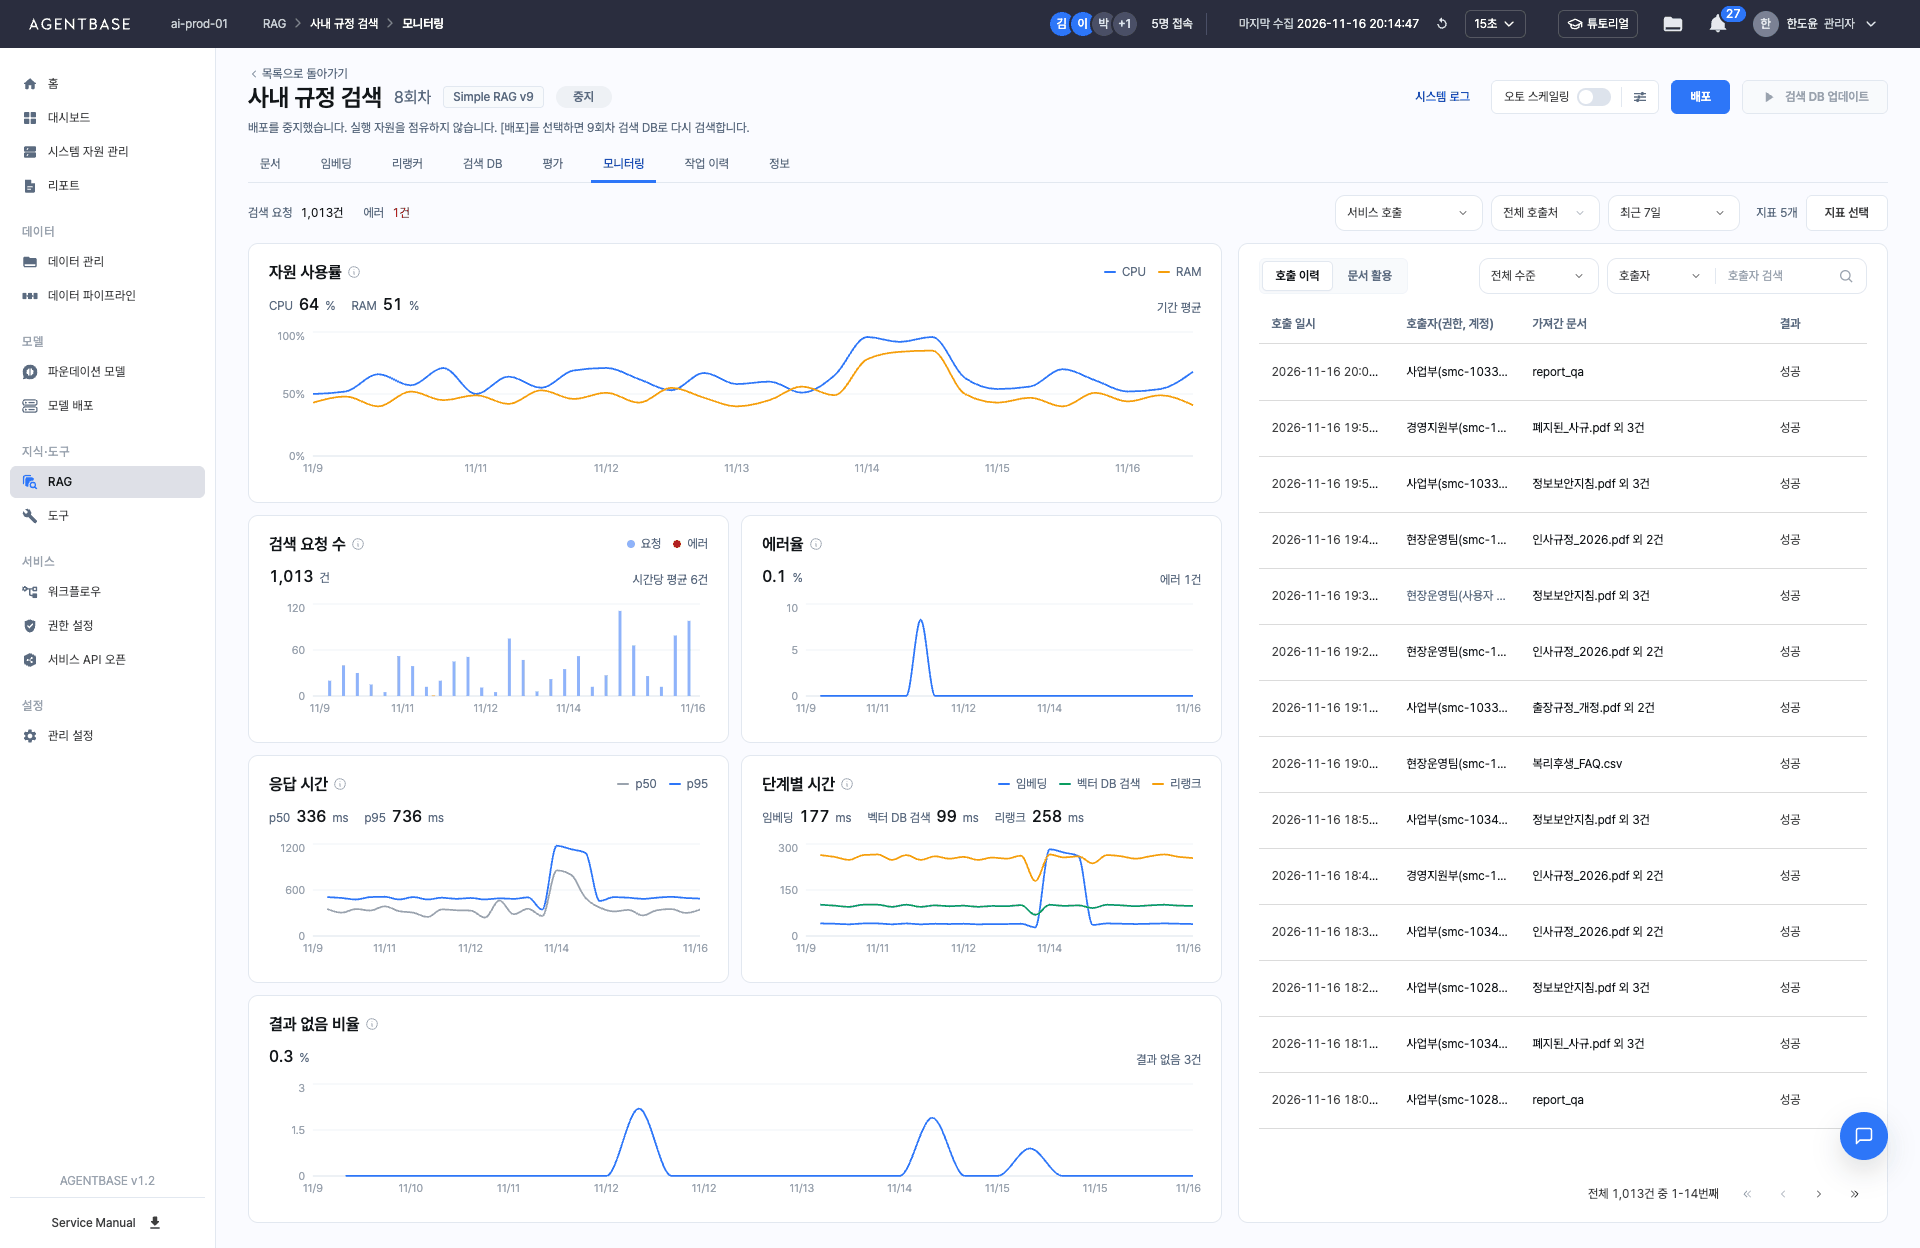 AGENTBASE
ai-prod-01
RAG > 사내 규정 검색 > 모니터링
김 이 박 +1 5명 접속
마지막 수집 2026-11-16 20:14:47
15초
튜토리얼
27
한 한도윤 관리자
홈
대시보드
시스템 자원 관리
리포트
데이터
데이터 관리
데이터 파이프라인
모델
파운데이션 모델
모델 배포
지식·도구
RAG
도구
서비스
워크플로우
권한 설정
서비스 API 오픈
설정
관리 설정
AGENTBASE v1.2
Service Manual
목록으로 돌아가기
사내 규정 검색 8회차 Simple RAG v9 중지
배포를 중지했습니다. 실행 자원을 점유하지 않습니다. [배포]를 선택하면 9회차 검색 DB로 다시 검색합니다.
시스템 로그 오토 스케일링 배포 검색 DB 업데이트
문서 임베딩 리랭커 검색 DB 평가 모니터링 작업 이력 정보
검색 요청 1,013건 에러 1건
서비스 호출 전체 호출처 최근 7일 지표 5개 지표 선택
자원 사용률
CPU RAM
CPU 64 % RAM 51 %
기간 평균
100%
50%
0%
11/9 11/11 11/12 11/13 11/14 11/15 11/16
검색 요청 수
요청 에러
1,013 건
시간당 평균 6건
120
60
0
11/9 11/11 11/12 11/14 11/16
에러율
0.1 %
에러 1건
10
5
0
11/9 11/11 11/12 11/14 11/16
응답 시간
p50 p95
p50 336 ms p95 736 ms
1200
600
0
11/9 11/11 11/12 11/14 11/16
단계별 시간
임베딩 벡터 DB 검색 리랭크
임베딩 177 ms 벡터 DB 검색 99 ms 리랭크 258 ms
300
150
0
11/9 11/11 11/12 11/14 11/16
결과 없음 비율
0.3 %
결과 없음 3건
3
1.5
0
11/9 11/10 11/11 11/12 11/12 11/13 11/14 11/15 11/15 11/16
호출 이력 문서 활용
전체 수준 호출자 호출자 검색
호출 일시 호출자(권한, 계정) 가져간 문서 결과
2026-11-16 20:0... 사업부(smc-1033... report_qa 성공
2026-11-16 19:5... 경영지원부(smc-1... 폐지된_사규.pdf 외 3건 성공
2026-11-16 19:5... 사업부(smc-1033... 정보보안지침.pdf 외 3건 성공
2026-11-16 19:4... 현장운영팀(smc-1... 인사규정_2026.pdf 외 2건 성공
2026-11-16 19:3... 현장운영팀(사용자 ... 정보보안지침.pdf 외 3건 성공
2026-11-16 19:2... 현장운영팀(smc-1... 인사규정_2026.pdf 외 2건 성공
2026-11-16 19:1... 사업부(smc-1033... 출장규정_개정.pdf 외 2건 성공
2026-11-16 19:0... 현장운영팀(smc-1... 복리후생_FAQ.csv 성공
2026-11-16 18:5... 사업부(smc-1034... 정보보안지침.pdf 외 3건 성공
2026-11-16 18:4... 경영지원부(smc-1... 인사규정_2026.pdf 외 2건 성공
2026-11-16 18:3... 사업부(smc-1034... 인사규정_2026.pdf 외 2건 성공
2026-11-16 18:2... 사업부(smc-1028... 정보보안지침.pdf 외 3건 성공
2026-11-16 18:1... 사업부(smc-1034... 폐지된_사규.pdf 외 3건 성공
2026-11-16 18:0... 사업부(smc-1028... report_qa 성공
전체 1,013건 중 1-14번째